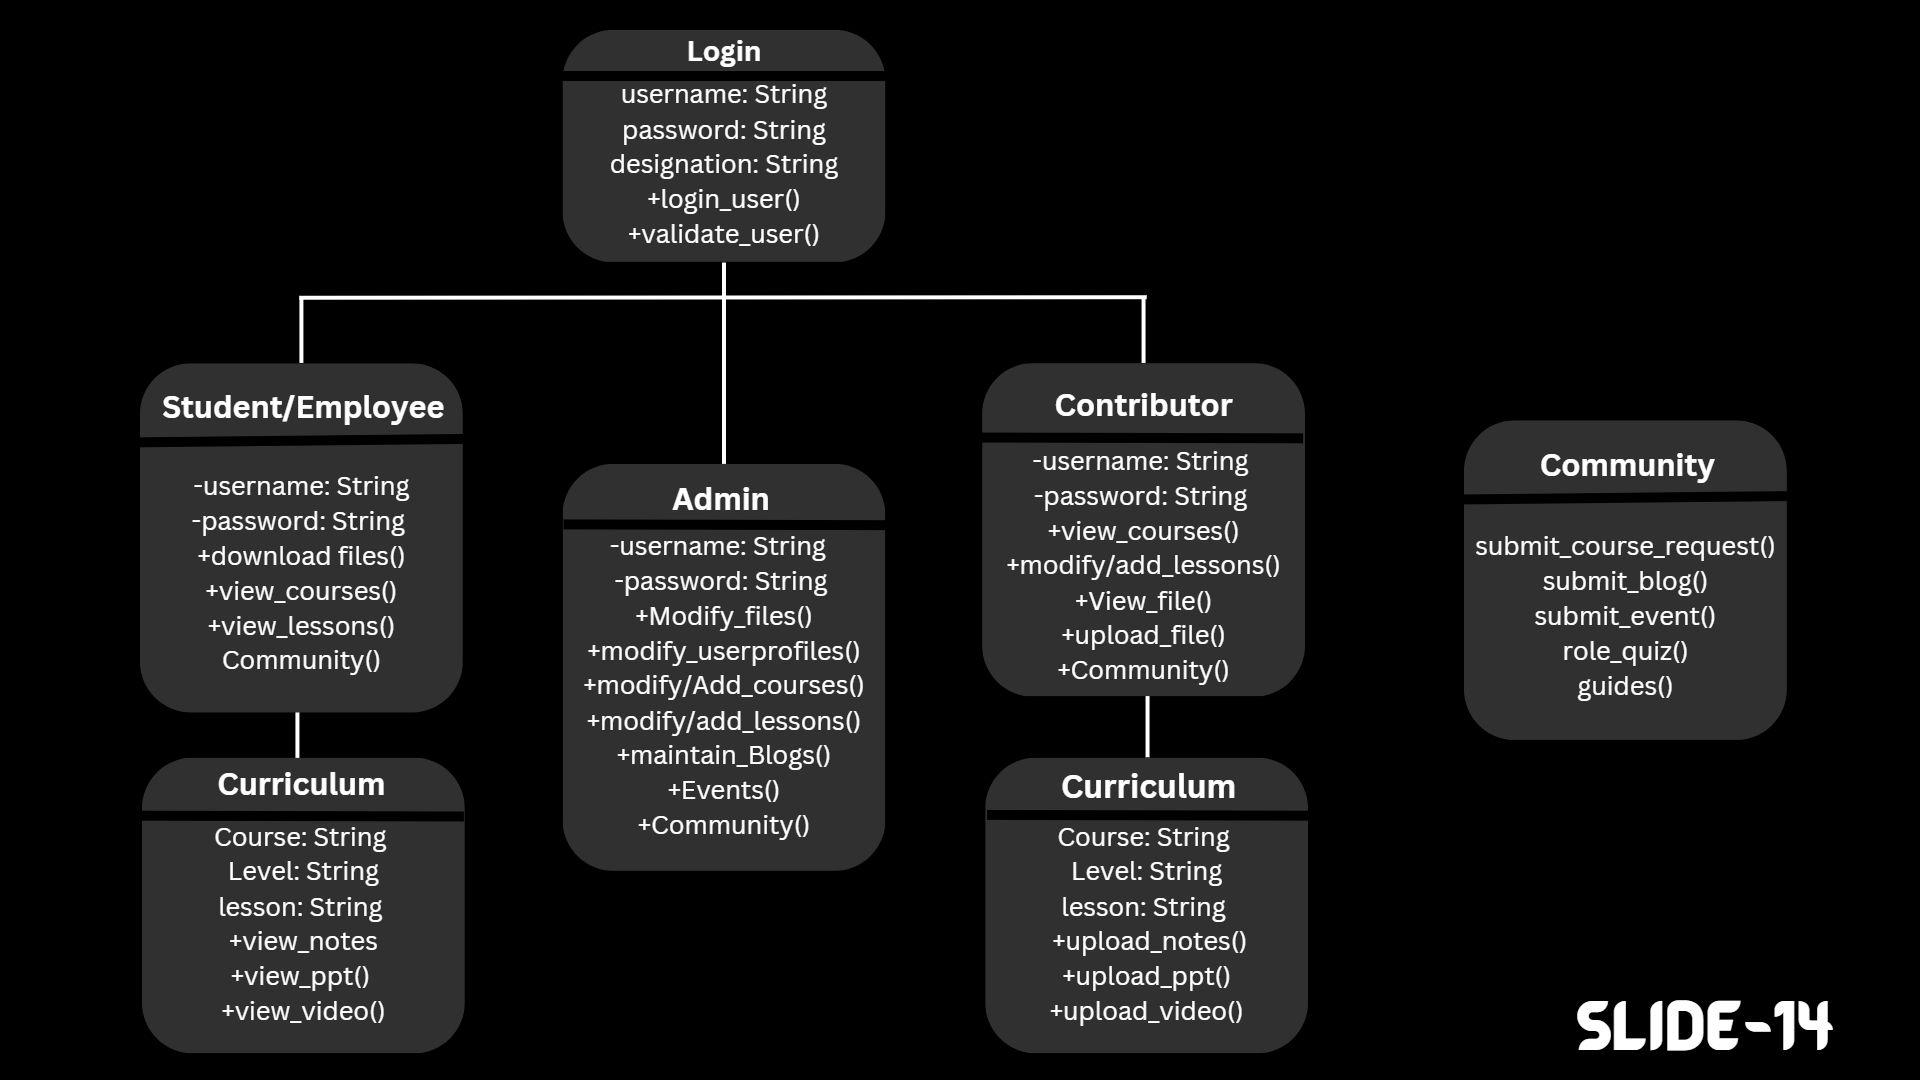 Login
username: String
password: String
designation: String
+login_user()
+validate_user()
Student/Employee
-username: String
-password: String
+download files()
+view_courses()
+view_lessons()
Community()
Admin
-username: String
-password: String
+Modify_files()
+modify_userprofiles()
+modify/Add_courses()
+modify/add_lessons()
+maintain_Blogs()
+Events()
+Community()
Contributor
-username: String
-password: String
+view_courses()
+modify/add_lessons()
+View_file()
+upload_file()
+Community()
Community
submit_course_request()
submit_blog()
submit_event()
role_quiz()
guides()
Curriculum
Course: String
Level: String
lesson: String
+view_notes
+view_ppt()
+view_video()
Curriculum
Course: String
Level: String
lesson: String
+upload_notes()
+upload_ppt()
+upload_video()
SLIDE-14